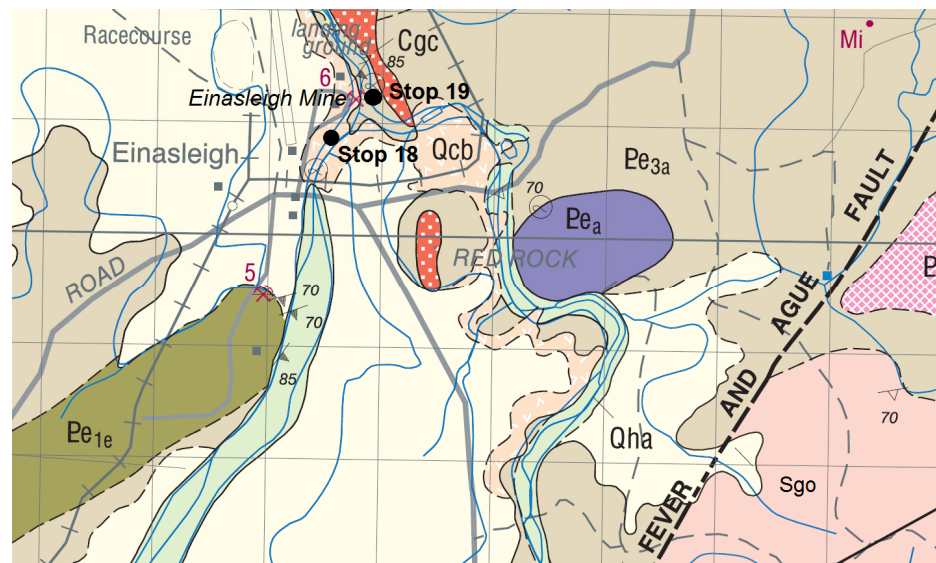 Racecourse
landing
ground
Cgc
85
Mi
6
Einasleigh Mine
Stop 19
Einasleigh
Stop 18
Qcb
Pe3a
70
Pea
FAULT
RED ROCK
ROAD
5
70
70
85
AGUE
P
AND
70
Pe1e
Qha
Sgo
FEVER